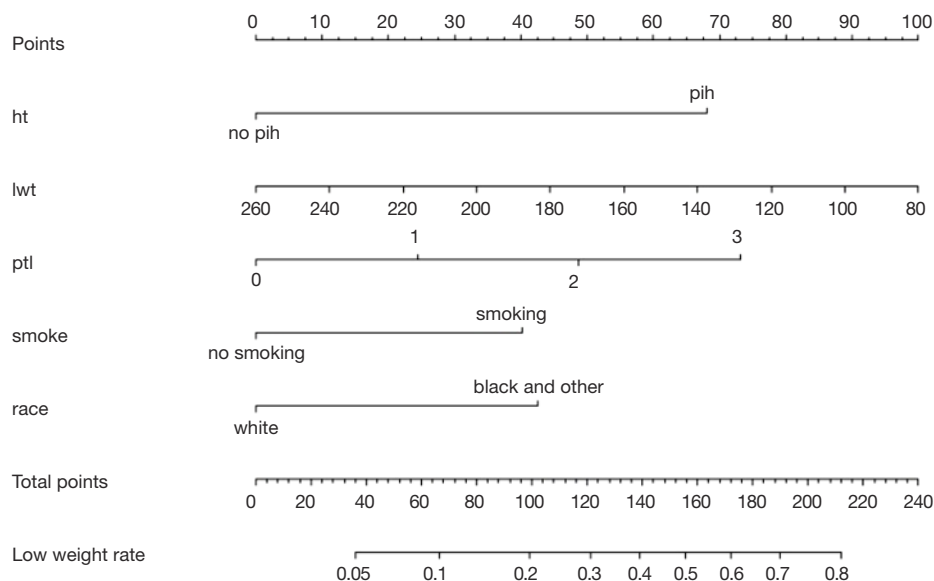 0 10 20 30 40 50 60 70 80 90 100
Points
pih
ht
no pih
lwt
260 240 220 200 180 160 140 120 100 80
1 3
ptl
0 2
smoking
smoke
no smoking
black and other
race
white
Total points
0 20 40 60 80 100 120 140 160 180 200 220 240
Low weight rate
0.05 0.1 0.2 0.3 0.4 0.5 0.6 0.7 0.8